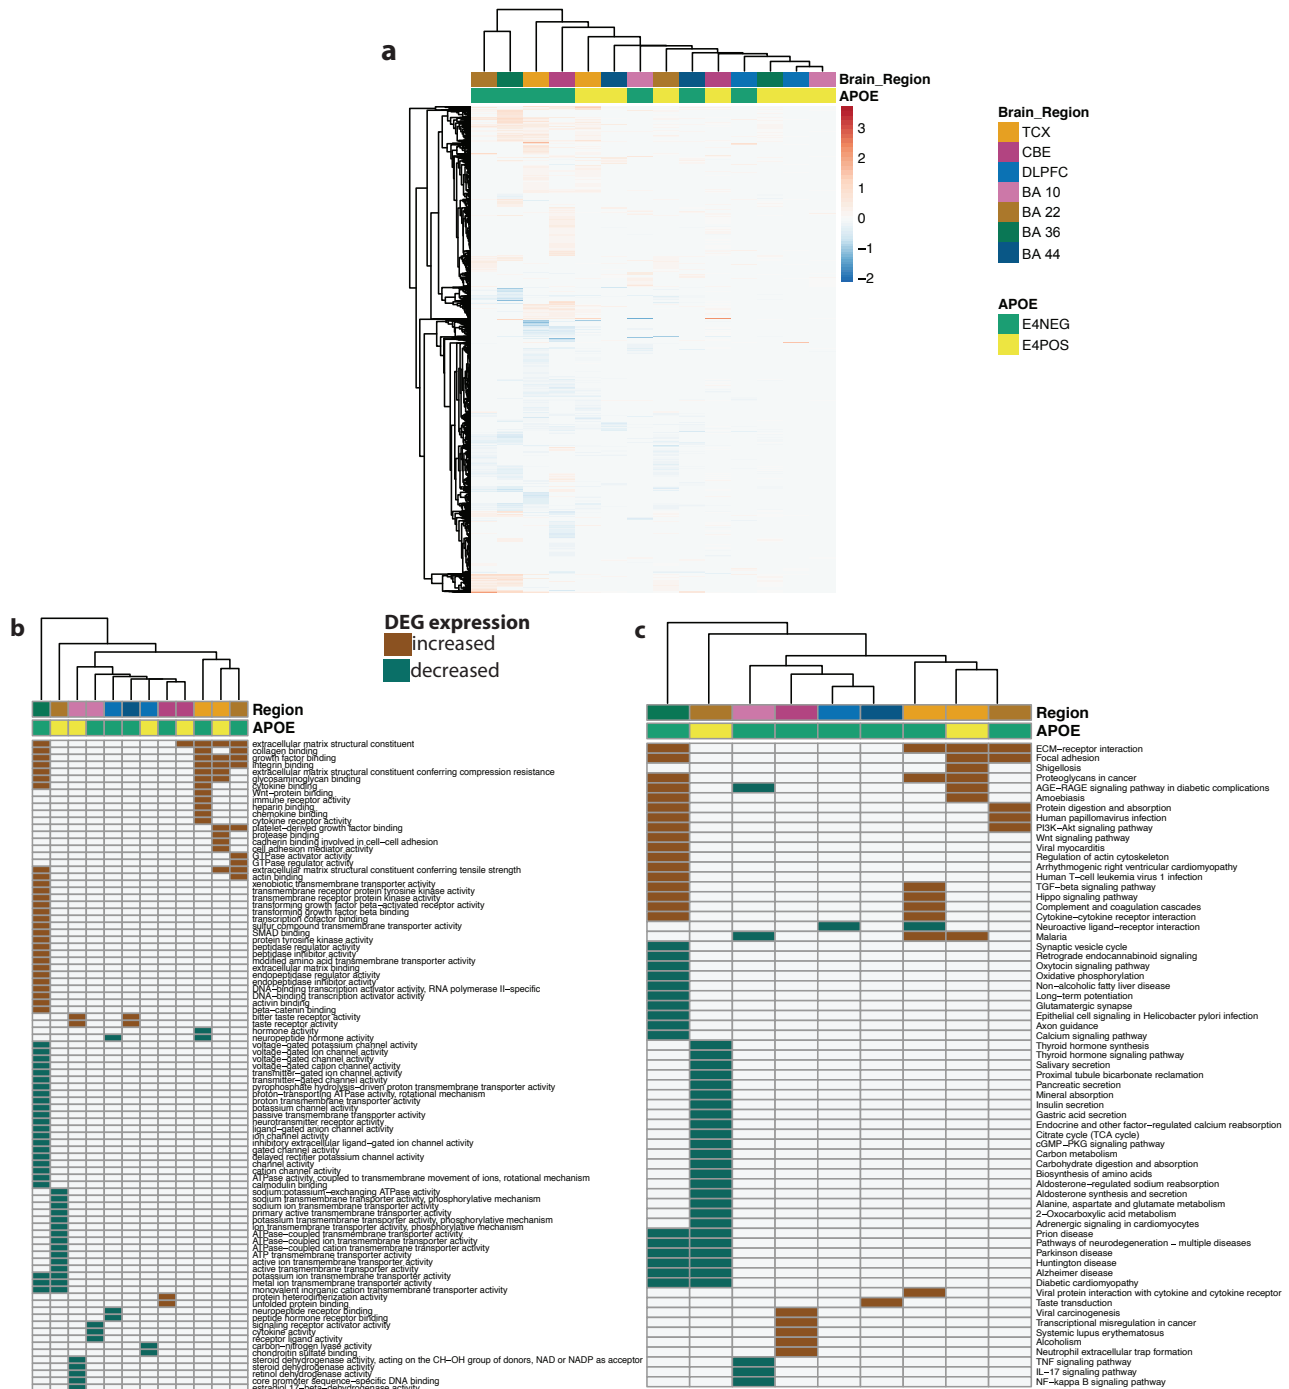 a
Brain_Region
APOE
3
2
1
0
−1
−2
Brain_Region
TCX
CBE
DLPFC
BA 10
BA 22
BA 36
BA 44
APOE
E4NEG
E4POS
b
DEG expression
increased
decreased
Region
APOE
extracellular matrix structural constituent
collagen binding
growth factor binding
integrin binding
extracellular matrix structural constituent conferring compression resistance
glycosaminoglycan binding
cytokine binding
Wnt−protein binding
immune receptor activity
heparin binding
chemokine binding
cytokine receptor activity
platelet−derived growth factor binding
protease binding
cadherin binding involved in cell−cell adhesion
cell adhesion mediator activity
GTPase activator activity
GTPase regulator activity
extracellular matrix structural constituent conferring tensile strength
actin binding
xenobiotic transmembrane transporter activity
transmembrane receptor protein tyrosine kinase activity
transmembrane receptor protein kinase activity
transforming growth factor beta−activated receptor activity
transforming growth factor beta binding
transcription cofactor binding
sulfur compound transmembrane transporter activity
SMAD binding
protein tyrosine kinase activity
peptidase regulator activity
peptidase inhibitor activity
modified amino acid transmembrane transporter activity
extracellular matrix binding
endopeptidase regulator activity
endopeptidase inhibitor activity
DNA−binding transcription activator activity, RNA polymerase II−specific
DNA−binding transcription activator activity
activin binding
beta−catenin binding
bitter taste receptor activity
taste receptor activity
hormone activity
neuropeptide hormone activity
voltage−gated potassium channel activity
voltage−gated ion channel activity
voltage−gated channel activity
voltage−gated cation channel activity
transmitter−gated ion channel activity
transmitter−gated channel activity
pyrophosphate hydrolysis−driven proton transmembrane transporter activity
proton−transporting ATPase activity, rotational mechanism
proton transmembrane transporter activity
potassium channel activity
passive transmembrane transporter activity
neurotransmitter receptor activity
ligand−gated anion channel activity
ion channel activity
inhibitory extracellular ligand−gated ion channel activity
gated channel activity
delayed rectifier potassium channel activity
channel activity
cation channel activity
ATPase activity, coupled to transmembrane movement of ions, rotational mechanism
calmodulin binding
sodium:potassium−exchanging ATPase activity
sodium transmembrane transporter activity, phosphorylative mechanism
sodium ion transmembrane transporter activity
primary active transmembrane transporter activity
potassium transmembrane transporter activity, phosphorylative mechanism
ion transmembrane transporter activity, phosphorylative mechanism
ATPase−coupled transmembrane transporter activity
ATPase−coupled ion transmembrane transporter activity
ATPase−coupled cation transmembrane transporter activity
ATP transmembrane transporter activity
active ion transmembrane transporter activity
active transmembrane transporter activity
potassium ion transmembrane transporter activity
metal ion transmembrane transporter activity
monovalent inorganic cation transmembrane transporter activity
protein heterodimerization activity
unfolded protein binding
neuropeptide receptor binding
peptide hormone receptor binding
signaling receptor activator activity
cytokine activity
receptor ligand activity
carbon−nitrogen lyase activity
chondroitin sulfate binding
steroid dehydrogenase activity, acting on the CH−OH group of donors, NAD or NADP as acceptor
steroid dehydrogenase activity
retinol dehydrogenase activity
core promoter sequence−specific DNA binding
estradiol 17−beta−dehydrogenase activity
c
Region
APOE
ECM−receptor interaction
Focal adhesion
Shigellosis
Proteoglycans in cancer
AGE−RAGE signaling pathway in diabetic complications
Amoebiasis
Protein digestion and absorption
Human papillomavirus infection
PI3K−Akt signaling pathway
Wnt signaling pathway
Viral myocarditis
Regulation of actin cytoskeleton
Arrhythmogenic right ventricular cardiomyopathy
Human T−cell leukemia virus 1 infection
TGF−beta signaling pathway
Hippo signaling pathway
Complement and coagulation cascades
Cytokine−cytokine receptor interaction
Neuroactive ligand−receptor interaction
Malaria
Synaptic vesicle cycle
Retrograde endocannabinoid signaling
Oxytocin signaling pathway
Oxidative phosphorylation
Non−alcoholic fatty liver disease
Long−term potentiation
Glutamatergic synapse
Epithelial cell signaling in Helicobacter pylori infection
Axon guidance
Calcium signaling pathway
Thyroid hormone synthesis
Thyroid hormone signaling pathway
Salivary secretion
Proximal tubule bicarbonate reclamation
Pancreatic secretion
Mineral absorption
Insulin secretion
Gastric acid secretion
Endocrine and other factor−regulated calcium reabsorption
Citrate cycle (TCA cycle)
cGMP−PKG signaling pathway
Carbon metabolism
Carbohydrate digestion and absorption
Biosynthesis of amino acids
Aldosterone−regulated sodium reabsorption
Aldosterone synthesis and secretion
Alanine, aspartate and glutamate metabolism
2−Oxocarboxylic acid metabolism
Adrenergic signaling in cardiomyocytes
Prion disease
Pathways of neurodegeneration − multiple diseases
Parkinson disease
Huntington disease
Alzheimer disease
Diabetic cardiomyopathy
Viral protein interaction with cytokine and cytokine receptor
Taste transduction
Viral carcinogenesis
Transcriptional misregulation in cancer
Systemic lupus erythematosus
Alcoholism
Neutrophil extracellular trap formation
TNF signaling pathway
IL−17 signaling pathway
NF−kappa B signaling pathway